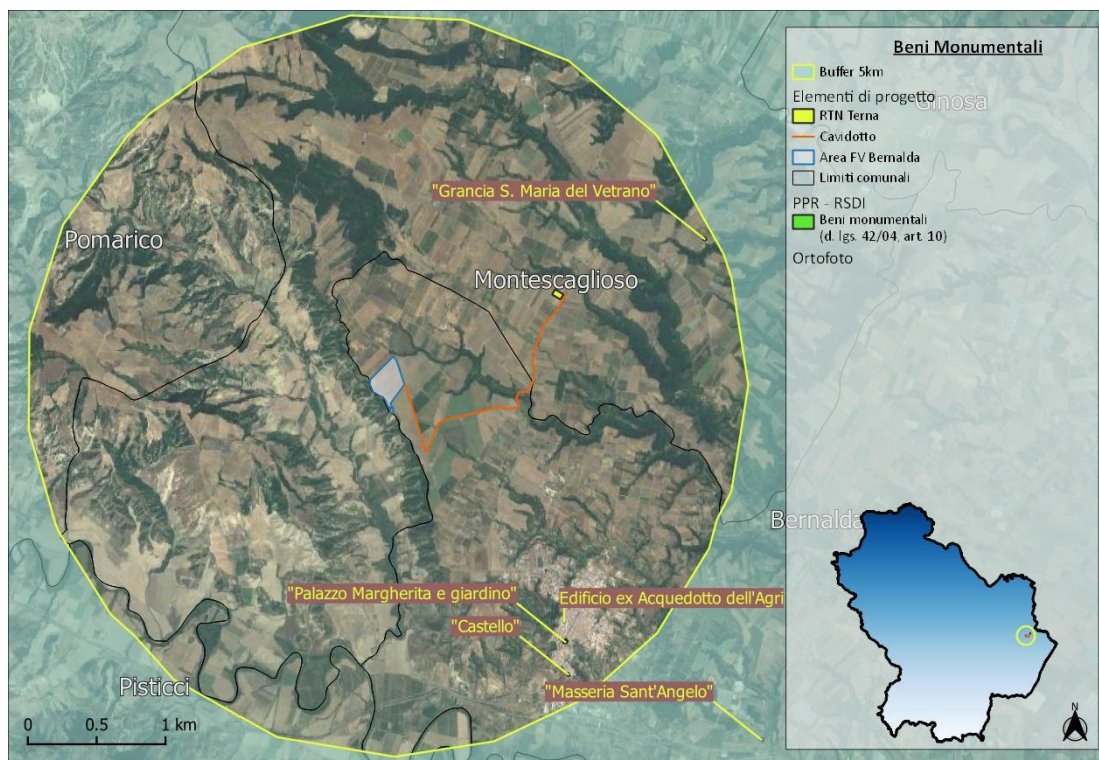 Beni Monumentali
Buffer 5km
Elementi di progetto
Ginosa
RTN Terna
Cavidotto
Area FV Bernalda
Limiti comunali
PPR - RSDI
Beni monumentali
(d. lgs. 42/04, art. 10)
Ortofoto
"Grancia S. Maria del Vetrano"
Pomarico
Montescaglioso
Bernalda
"Palazzo Margherita e giardino"
Edificio ex Acquedotto dell'Agri
"Castello"
Pisticci
"Masseria Sant'Angelo"
0 0.5 1 km
N